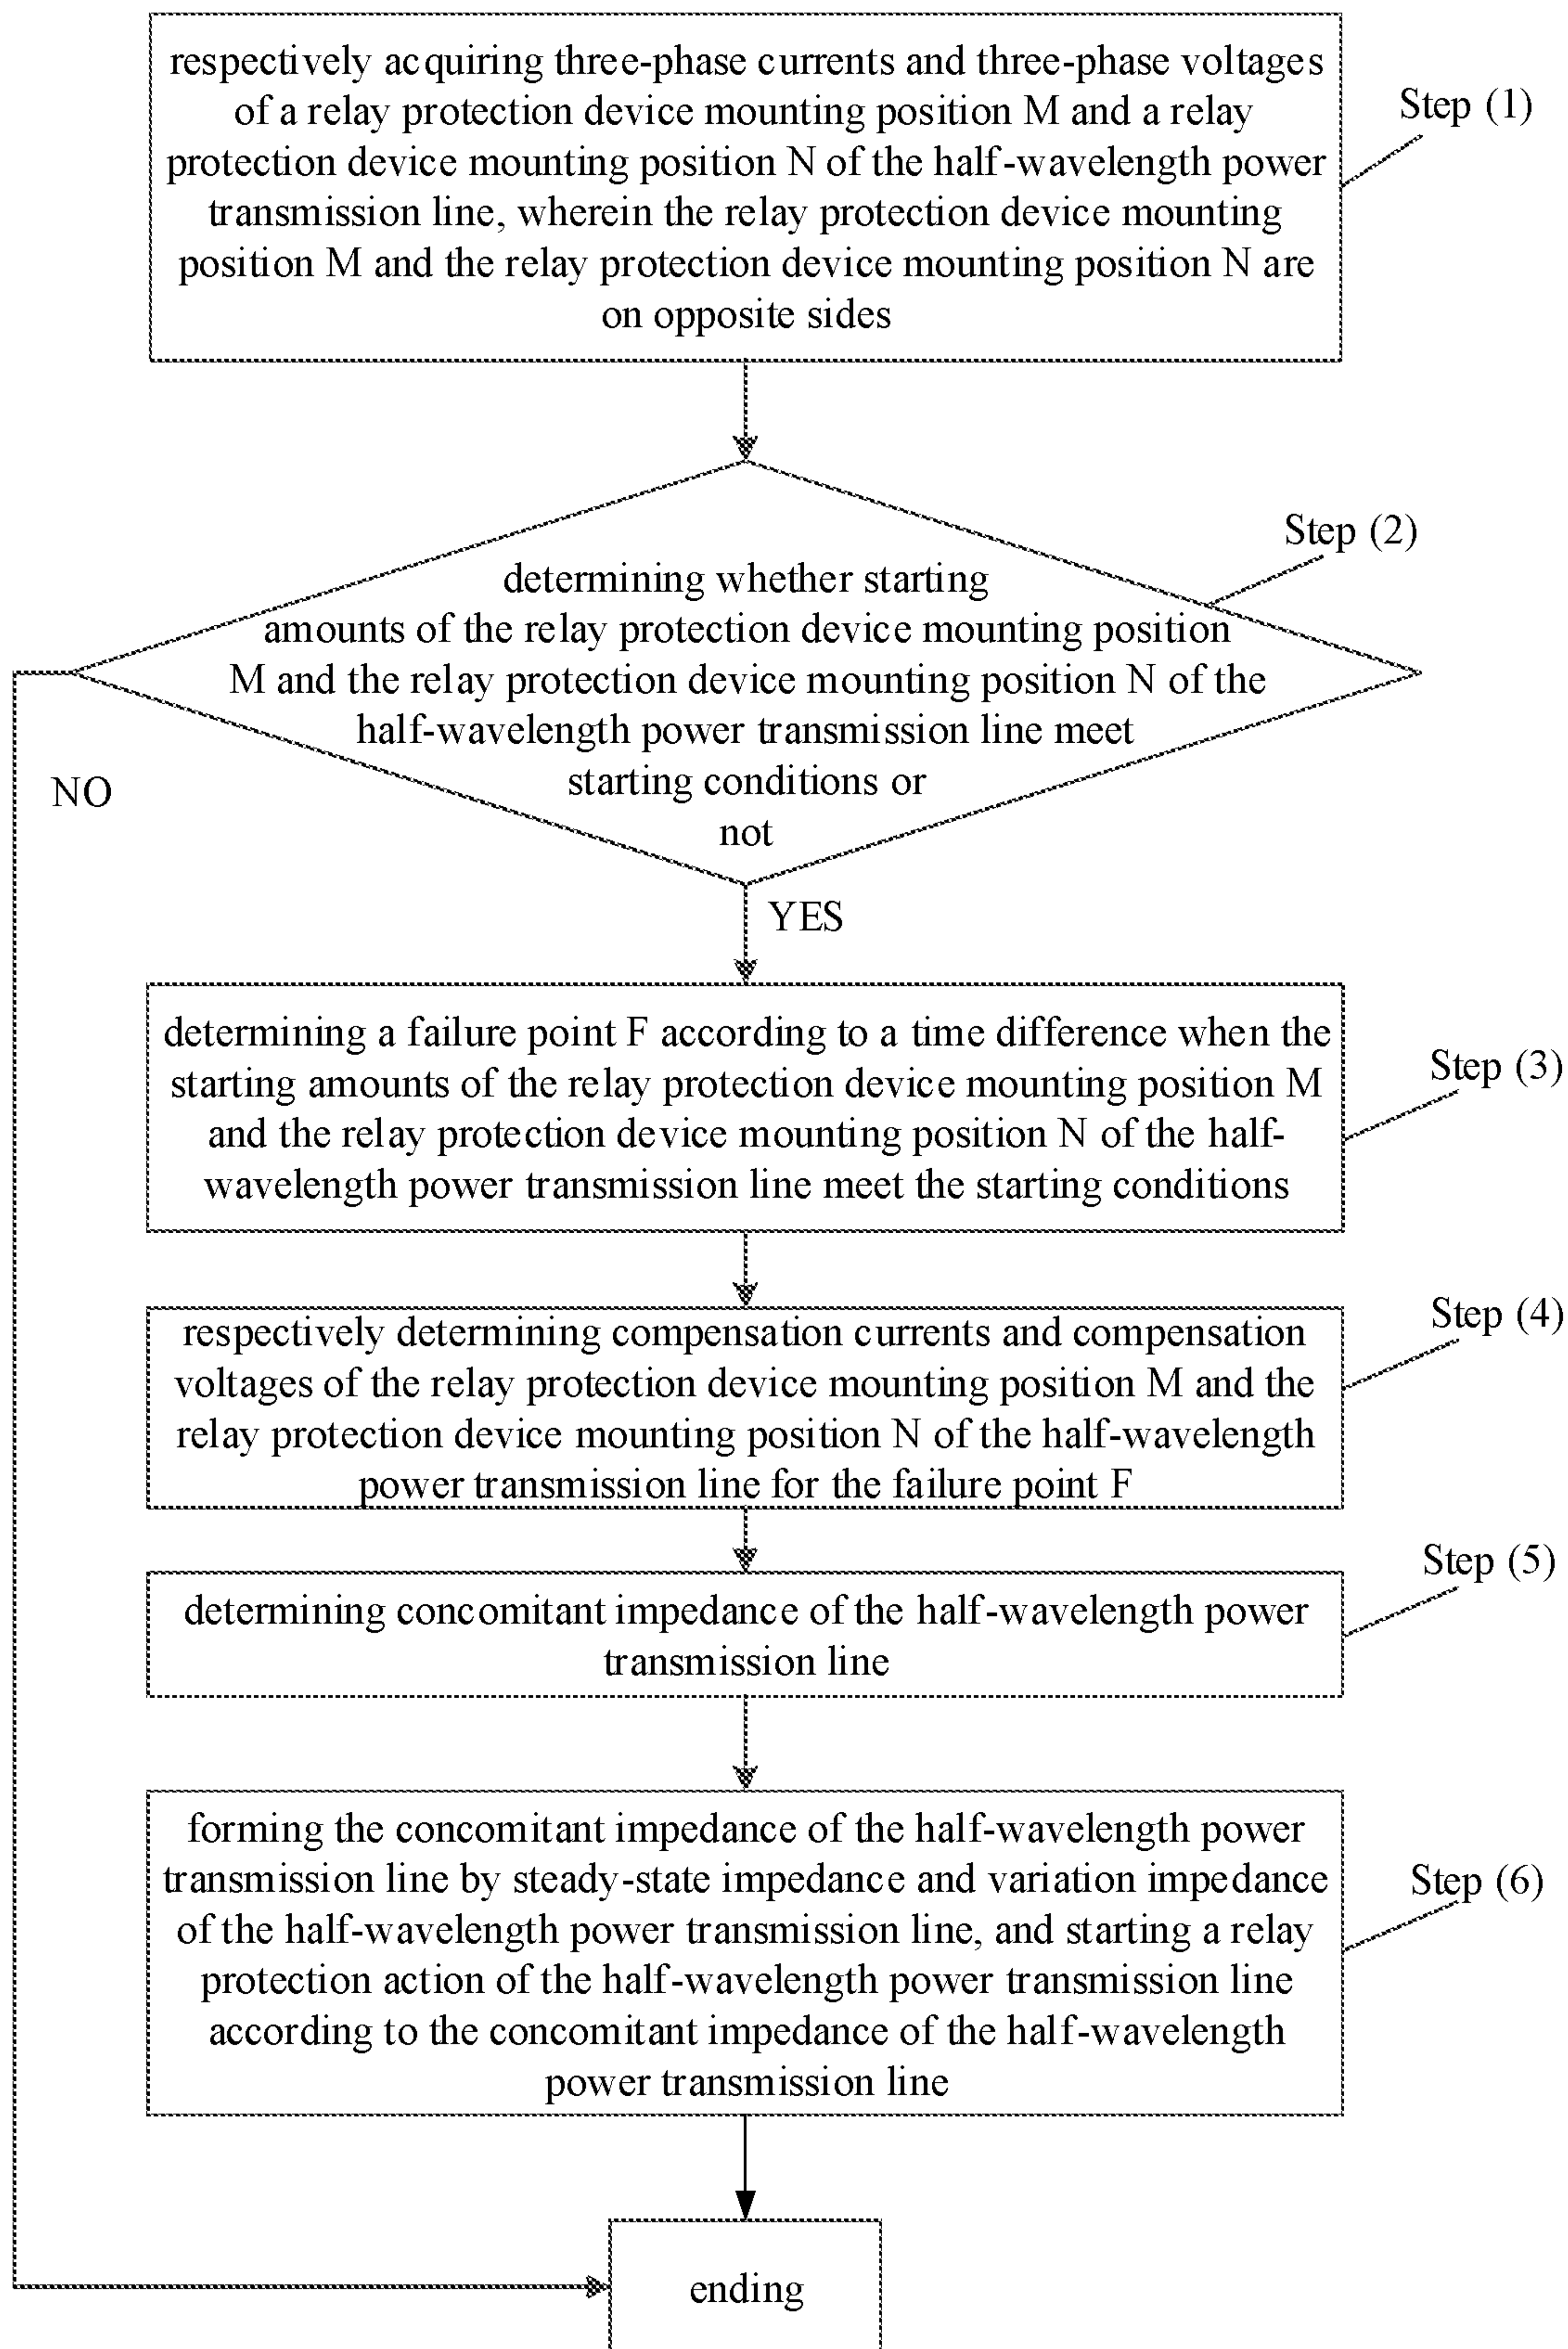 respectively acquiring three-phase currents and three-phase voltages
of a relay protection device mounting position M and a relay
protection device mounting position N of the half-wavelength power
transmission line, wherein the relay protection device mounting
position M and the relay protection device mounting position N are
on opposite sides
Step (1)
Step (2)
determining whether starting
amounts of the relay protection device mounting position
M and the relay protection device mounting position N of the
half-wavelength power transmission line meet
starting conditions or
not
NO
YES
determining a failure point F according to a time difference when the
starting amounts of the relay protection device mounting position M
and the relay protection device mounting position N of the half-
wavelength power transmission line meet the starting conditions
Step (3)
respectively determining compensation currents and compensation
voltages of the relay protection device mounting position M and the
relay protection device mounting position N of the half-wavelength
power transmission line for the failure point F
Step (4)
determining concomitant impedance of the half-wavelength power
transmission line
Step (5)
forming the concomitant impedance of the half-wavelength power
transmission line by steady-state impedance and variation impedance
of the half-wavelength power transmission line, and starting a relay
protection action of the half-wavelength power transmission line
according to the concomitant impedance of the half-wavelength
power transmission line
Step (6)
ending